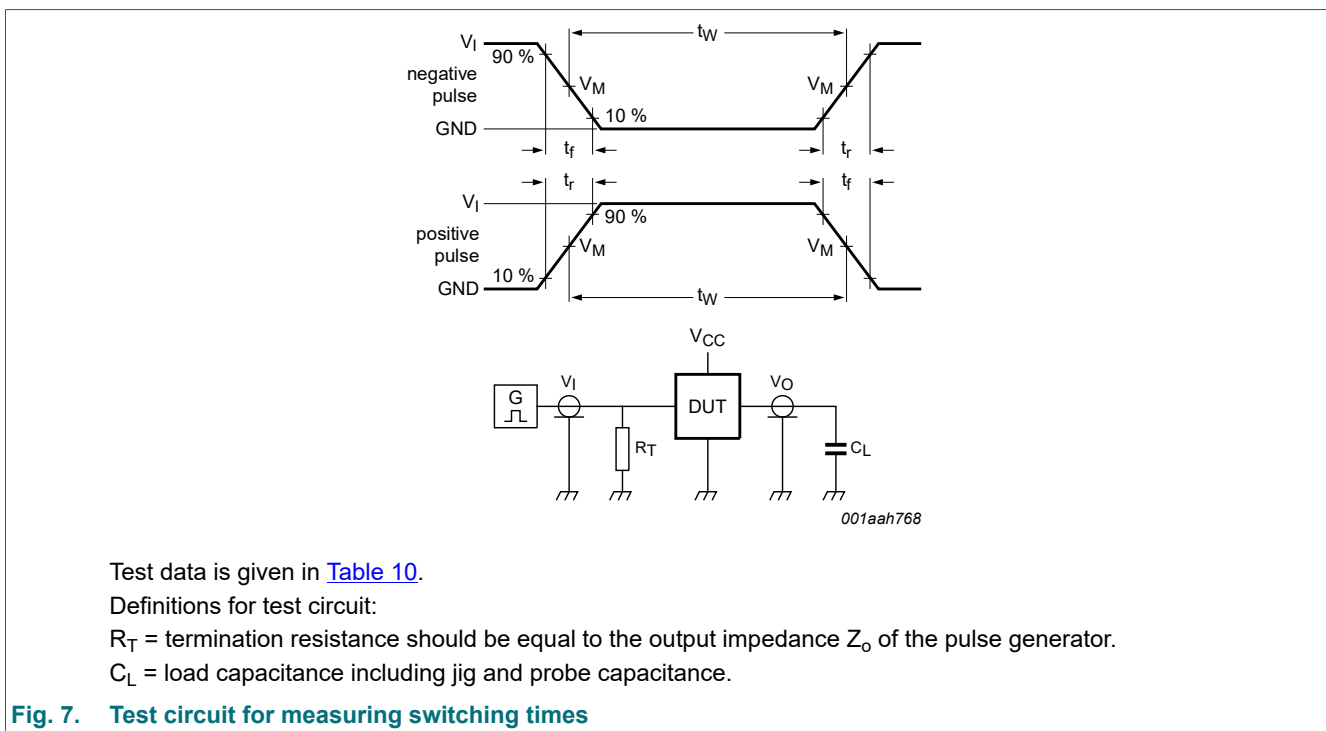 V_I
90 %
negative
pulse
GND
t_W
V_M
V_M
10 %
t_f
t_r
t_r
t_f
V_I
90 %
positive
pulse
V_M
V_M
10 %
GND
t_W
V_CC
G
V_I
DUT
V_O
R_T
C_L
001aah768
Test data is given in Table 10.
Definitions for test circuit:
R_T = termination resistance should be equal to the output impedance Z_o of the pulse generator.
C_L = load capacitance including jig and probe capacitance.
Fig. 7. Test circuit for measuring switching times